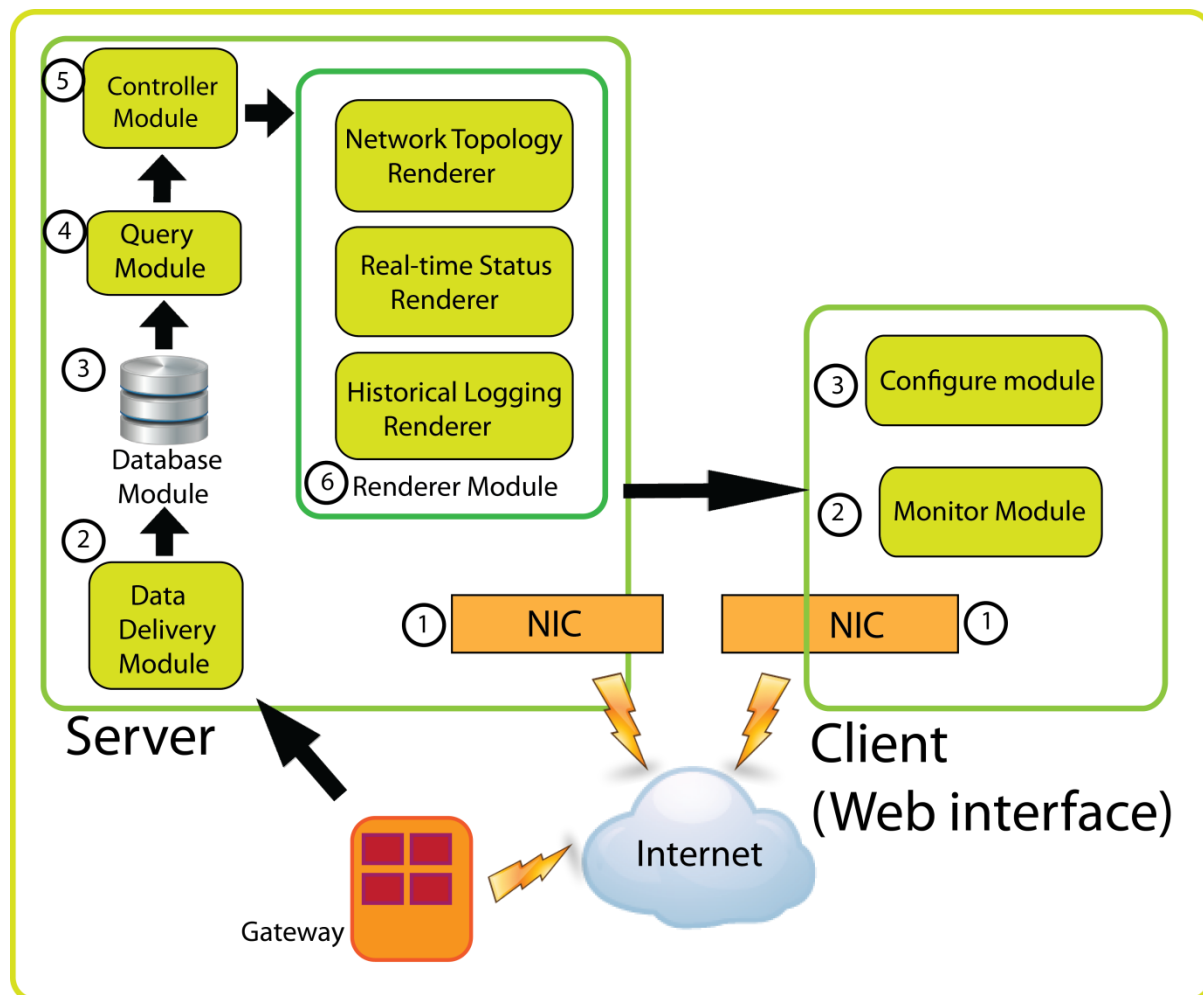 5
Controller
Module
Network Topology
Renderer
4
Query
Module
Real-time Status
Renderer
3
Database
Module
Historical Logging
Renderer
6
Renderer Module
2
Data
Delivery
Module
1
NIC
Server
3
Configure module
2
Monitor Module
NIC
1
Client
(Web interface)
Internet
Gateway